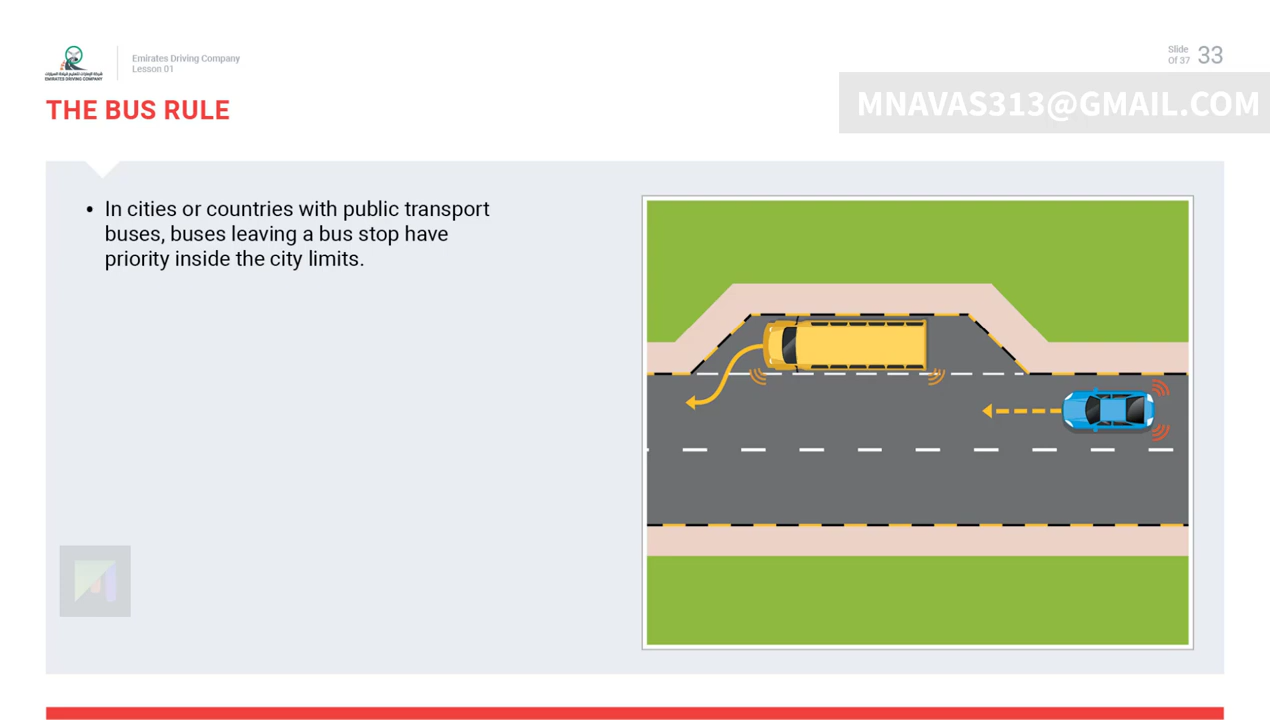 EMIRATES DRIVING COMPANY
Emirates Driving Company
Lesson 01
Slide
Of 37
33
MNAVAS313@GMAIL.COM
THE BUS RULE
• In cities or countries with public transport
buses, buses leaving a bus stop have
priority inside the city limits.